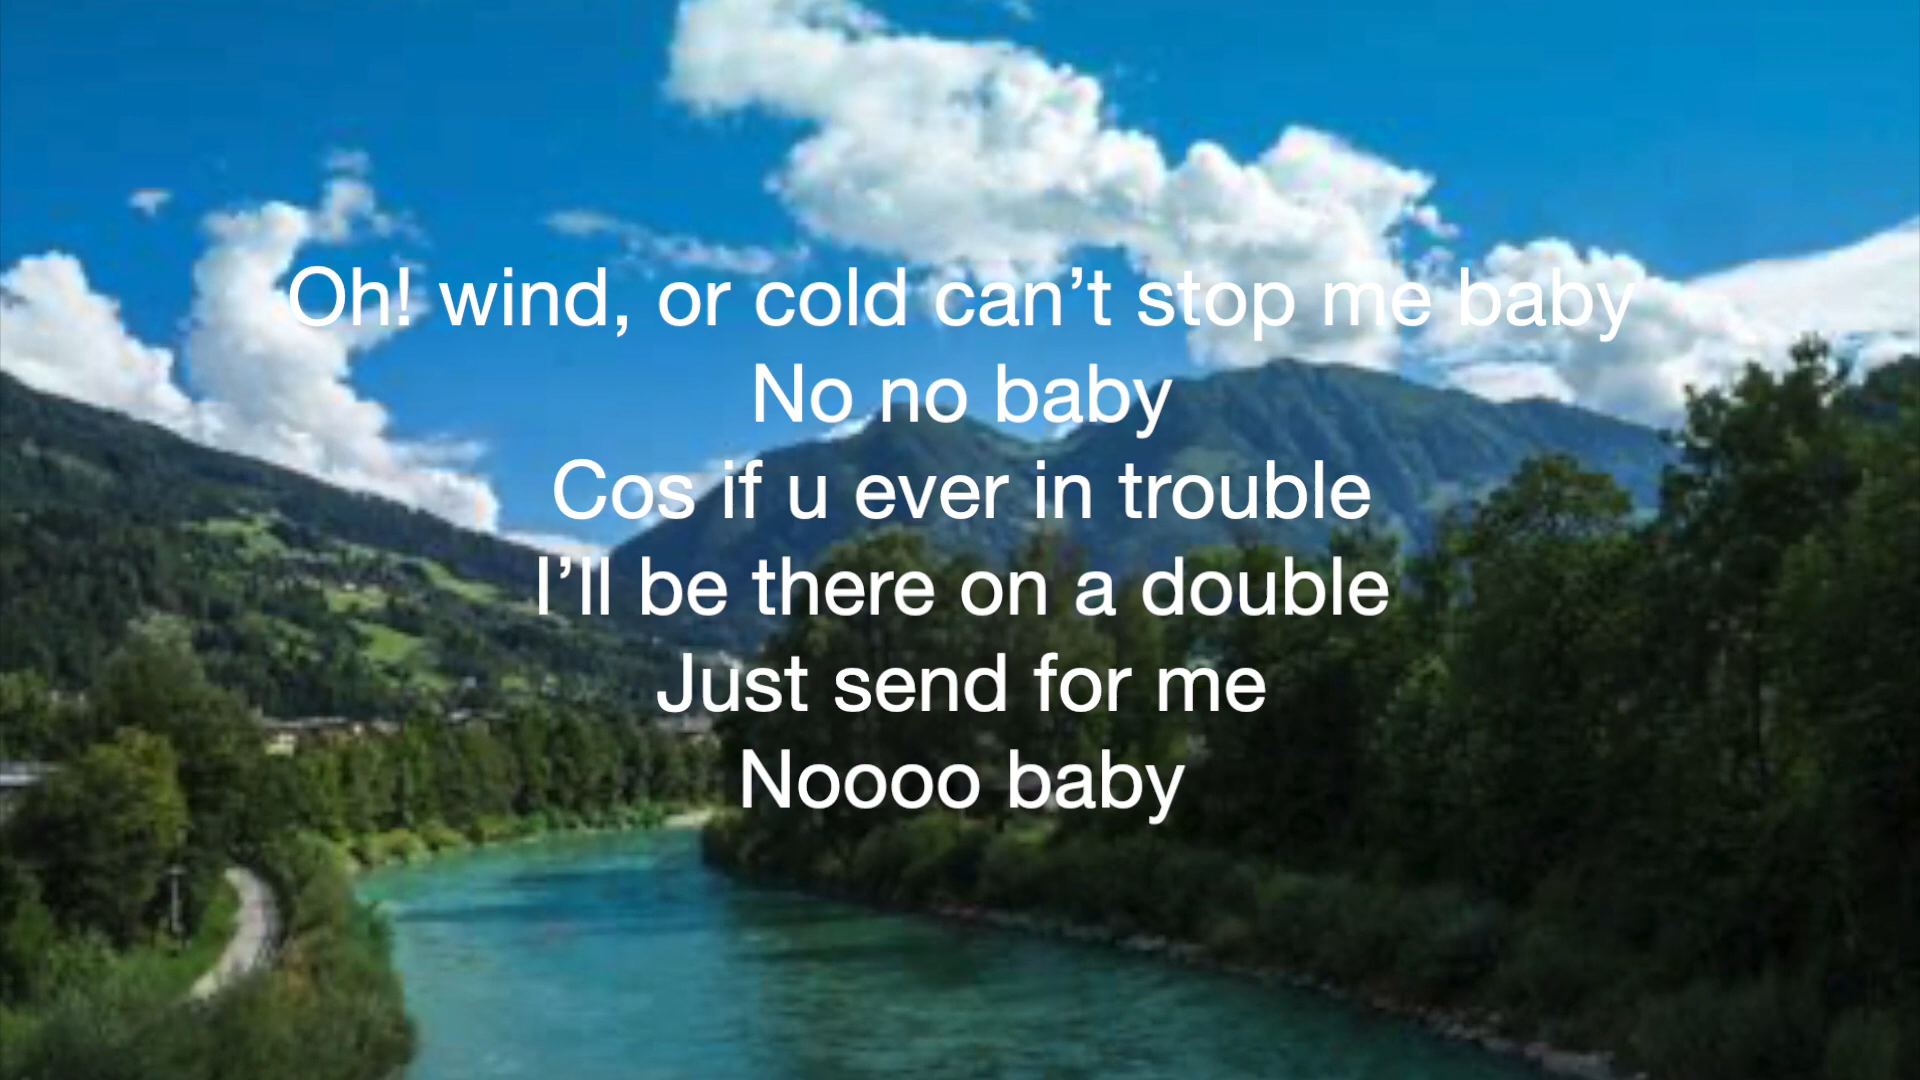 Oh! wind, or cold can’t stop me baby
No no baby
Cos if u ever in trouble
I’ll be there on a double
Just send for me
Noooo baby